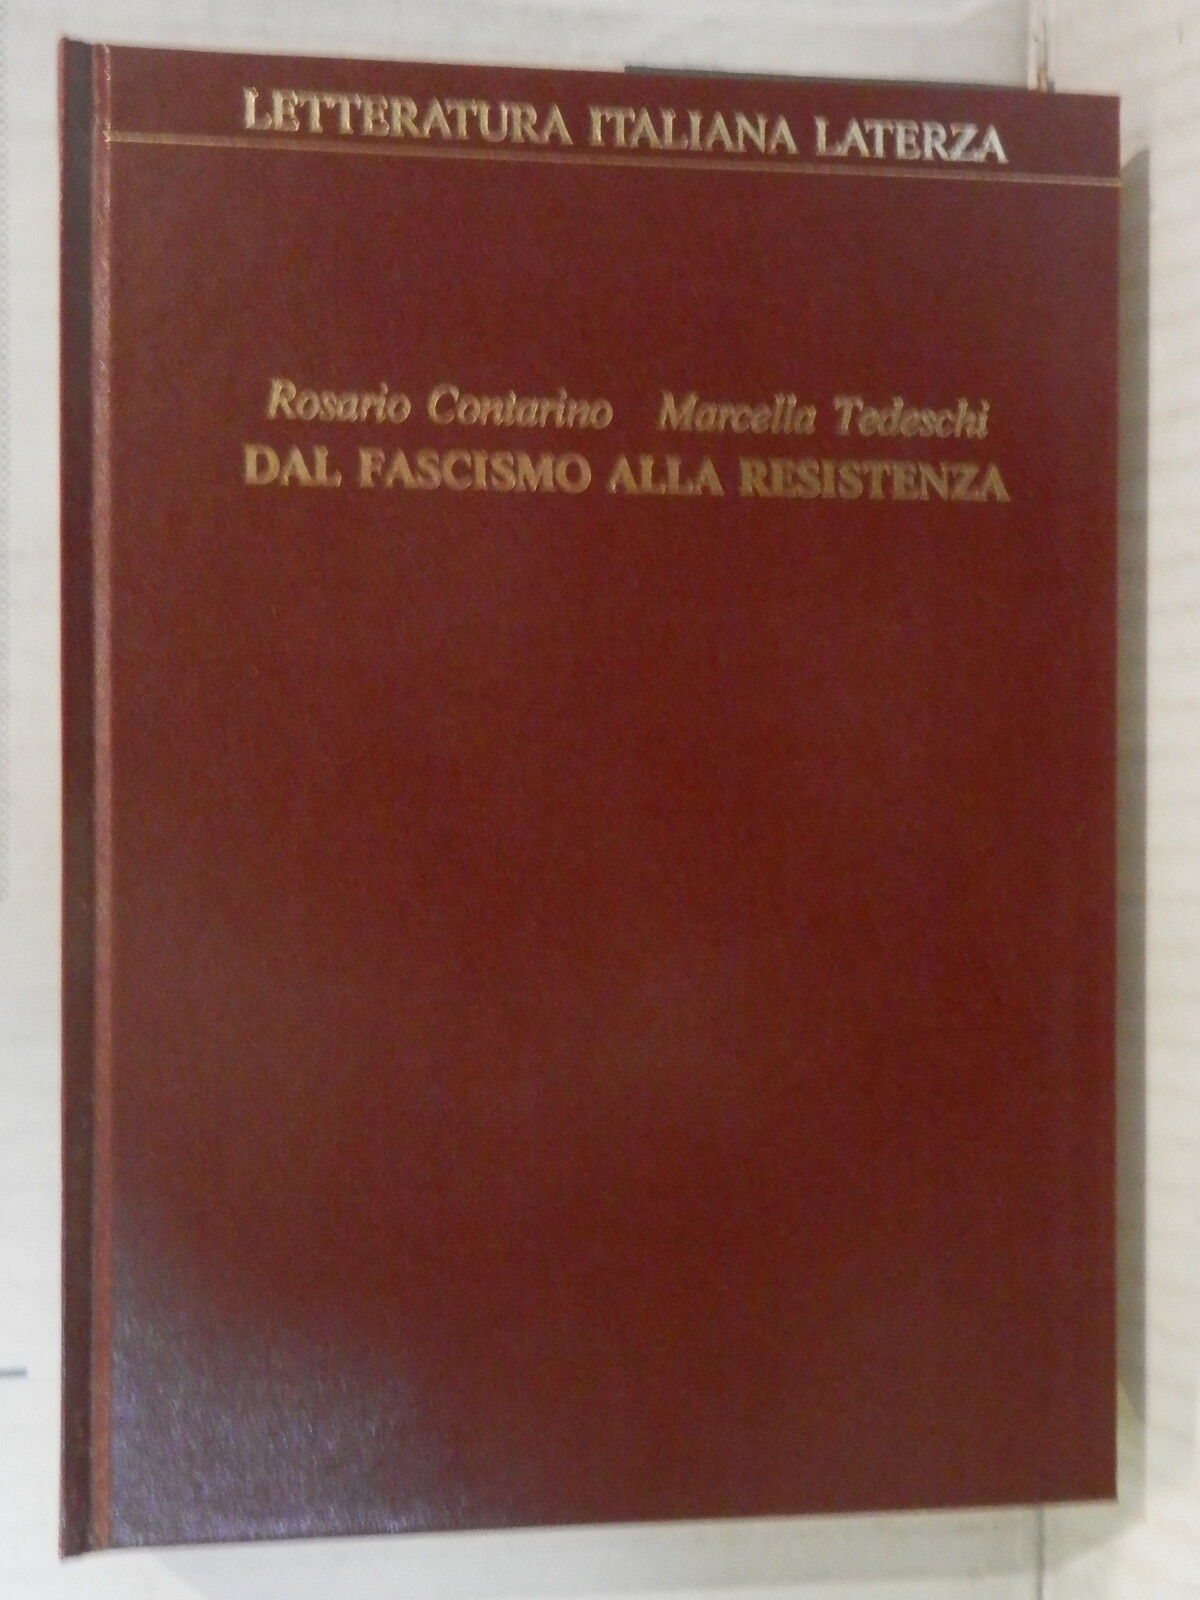 LETTERATURA ITALIANA LATERZA
Rosario Contarino Marcella Tedeschi
DAL FASCISMO ALLA RESISTENZA